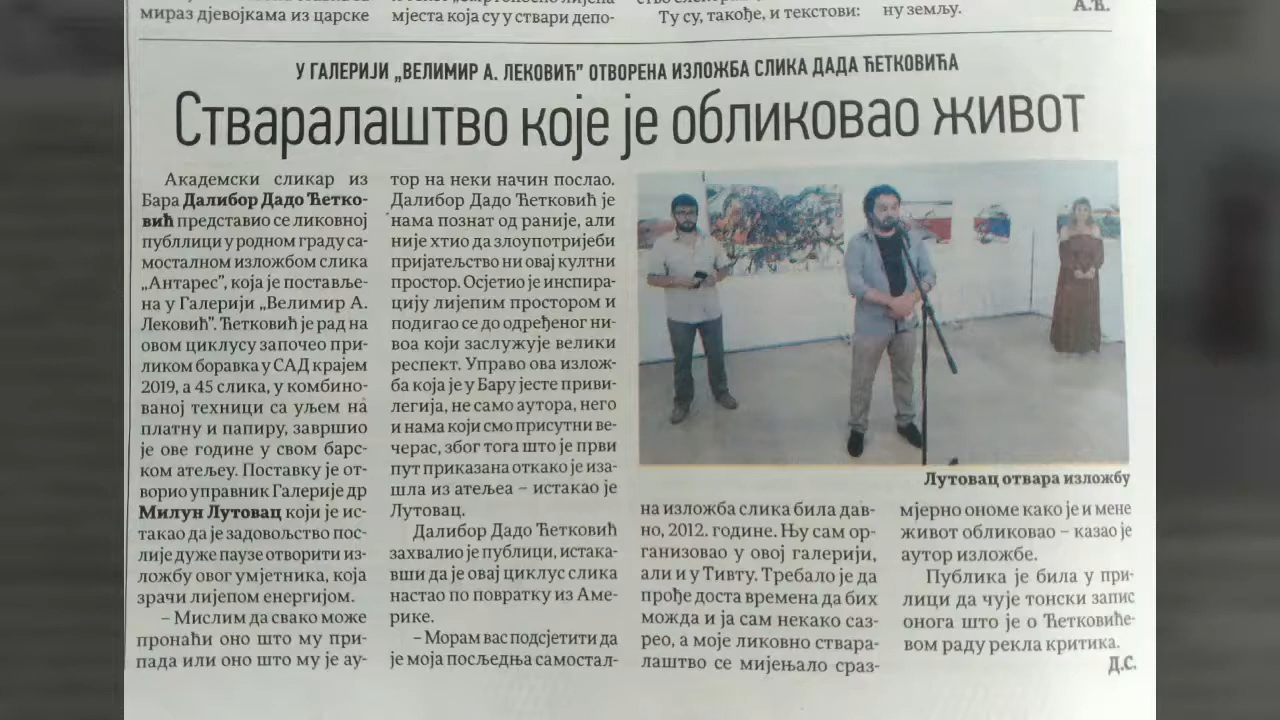 мираз дјевојкама из царске
мјеста која су у ствари депо-
Ту су, такође, и текстови:
ну земљу.
А.Ћ.
У ГАЛЕРИЈИ „ВЕЛИМИР А. ЛЕКОВИЋ" ОТВОРЕНА ИЗЛОЖБА СЛИКА ДАДА ЋЕТКОВИЋА
Стваралаштво које је обликовао живот
Академски сликар из
Бара Далибор Дадо Ћетко-
вић представио се ликовној
публлици у родном граду са-
мосталном изложбом слика
„Антарес", која је поставље-
на у Галерији „Велимир А.
Лековић". Ћетковић је рад на
овом циклусу започео при-
ликом боравка у САД крајем
2019, а 45 слика, у комбино-
ваној техници са уљем на
платну и папиру, завршио
је ове године у свом барс-
ком атељеу. Поставку је от-
ворио управник Галерије др
Милун Лутовац који је ис-
такао да је задовољство пос-
лије дуже паузе отворити из-
ложбу овог умјетника, која
зрачи лијепом енергијом.
– Мислим да свако може
пронаћи оно што му при-
пада или оно што му је ау-
тор на неки начин послао.
Далибор Дадо Ћетковић је
нама познат од раније, али
није хтио да злоупотријеби
пријатељство ни овај култни
простор. Осјетио је инспира-
цију лијепим простором и
подигао се до одређеног ни-
воа који заслужује велики
респект. Управо ова излож-
ба која је у Бару јесте приви-
легија, не само аутора, него
и нама који смо присутни ве-
черас, због тога што је први
пут приказана откако је иза-
шла из атељеа – истакао је
Лутовац.
Далибор Дадо Ћетковић
захвалио је публици, истака-
вши да је овај циклус слика
настао по повратку из Аме-
рике.
– Морам вас подсјетити да
је моја посљедња самостал-
Лутовац отвара изложбу
на изложба слика била дав-
но, 2012. године. Њу сам ор-
ганизовао у овој галерији,
али и у Тивту. Требало је да
прође доста времена да бих
можда и ја сам некако саз-
рео, а моје ликовно ствара-
лаштво се мијењало сраз-
мјерно ономе како је и мене
живот обликовао – казао је
аутор изложбе.
Публика је била у при-
лици да чује тонски запис
онога што је о Ћетковиће-
вом раду рекла критика.
Д.С.